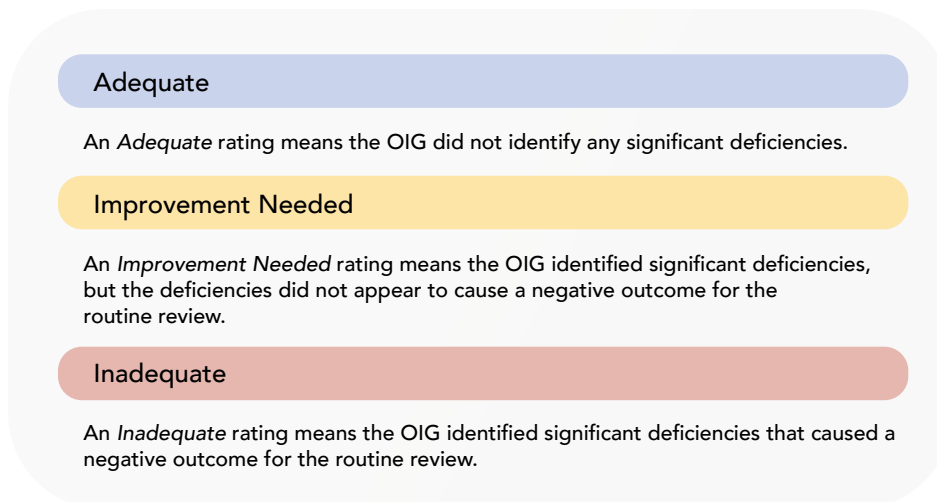 Adequate
An Adequate rating means the OIG did not identify any significant deficiencies.
Improvement Needed
An Improvement Needed rating means the OIG identified significant deficiencies,
but the deficiencies did not appear to cause a negative outcome for the
routine review.
Inadequate
An Inadequate rating means the OIG identified significant deficiencies that caused a
negative outcome for the routine review.